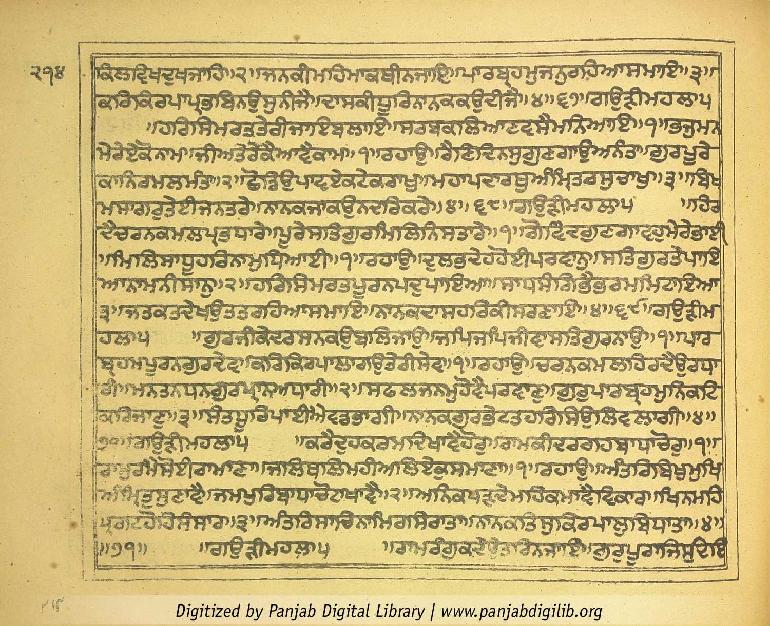 ੨੧੪
ਕਿਲਵਿਖਦੁਖਜਾਹਿ॥੨॥ਜਨਕੀਮਹਿਮਾਕਥੀਨਜਾਇ॥ਪਾਰਬ੍ਰਹਮੁਜਨੁਰਹਿਆਸਮਾਇ॥੩॥
ਕਰਿਕਿਰਪਾਪ੍ਰਭਬਿਨਉਸੁਨੀਜੈ॥ਦਾਸਕੀਧੂਰਿਨਾਨਕਕਉਦੀਜੈ॥੪॥੬੭॥ਗਉੜੀਮਹਲਾ੫
॥ਹਰਿਸਿਮਰਤਤੇਰੀਜਾਇਬਲਾਇ॥ਸਰਬਕਲਿਆਣਵਸੈਮਨਿਆਇ॥੧॥ਭਜੁਮਨ
ਮੇਰੇਏਕੋਨਾਮ॥ਜੀਅਤੇਰੇਕੈਆਵੈਕਾਮ॥੧॥ਰਹਾਉ॥ਰੈਣਿਦਿਨਸੁਗੁਣਗਾਉਅਨੰਤਾ॥ਗੁਰਪੂਰੇ
ਕਾਨਿਰਮਲਮੰਤਾ॥੨॥ਛੋਡਿਉਪਾਵਏਕਟੇਕਰਾਖੁ॥ਮਹਾਪਦਾਰਥੁਅੰਮ੍ਰਿਤਰਸੁਚਾਖੁ॥੩॥ਬਿਖ
ਮਸਾਗਰੁਤੇਈਜਨਤਰੇ॥ਨਾਨਕਜਾਕਉਨਦਰਿਕਰੇ॥੪॥੬੮॥ਗਉੜੀਮਹਲਾ੫ ॥ਹਿਰ
ਦੈਚਰਨਕਮਲਪ੍ਰਭਧਾਰੇ॥ਪੂਰੇਸਤਿਗੁਰਮਿਲਿਨਿਸਤਾਰੇ॥੧॥ਗੋਵਿੰਦਗੁਣਗਾਵਹੁਮੇਰੇਭਾਈ
॥ਮਿਲਿਸਾਧੂਹਰਿਨਾਮੁਧਿਆਈ॥੧॥ਰਹਾਉ॥ਦੁਲਭਦੇਹਹੋਈਪਰਵਾਨੁ॥ਸਤਿਗੁਰਤੇਪਾਇ
ਆਨਾਮਨੀਸਾਨੁ॥੨॥ਹਰਿਸਿਮਰਤਪੂਰਨਪਦੁਪਾਇਆ॥ਸਾਧਸੰਗਿਭੈਭਰਮਮਿਟਾਇਆ॥
੩॥ਜਤਕਤਦੇਖਉਤਤਰਹਿਆਸਮਾਇ॥ਨਾਨਕਦਾਸਹਰਿਕੀਸਰਣਾਇ॥੪॥੬੯॥ਗਉੜੀਮ
ਹਲਾ੫ ॥ਗੁਰਜੀਕੇਦਰਸਨਕਉਬਲਿਜਾਉ॥ਜਪਿਜਪਿਜੀਵਾਸਤਿਗੁਰਨਾਉ॥੧॥ਪਾਰ
ਬ੍ਰਹਮਪੂਰਨਗੁਰਦੇਵ॥ਕਰਿਕਿਰਪਾਲਾਗਉਤੇਰੀਸੇਵ॥੧॥ਰਹਾਉ॥ਚਰਨਕਮਲਹਿਰਦੈਉਰਧਾ
ਰੀ॥ਮਨਤਨਧਨਗੁਰਪ੍ਰਾਨਅਧਾਰੀ॥੨॥ਸਫਲਜਨਮੁਹੋਵੈਪਰਵਾਣੁ॥ਗੁਰੁਪਾਰਬ੍ਰਹਮੁਨਿਕਟਿ
ਕਰਿਜਾਣੁ॥੩॥ਸੰਤਧੂਰਿਪਾਈਐਵਡਭਾਗੀ॥ਨਾਨਕਗੁਰਭੇਟਤਹਰਿਸਿਉਲਿਵਲਾਗੀ॥੪॥
੭੦॥ਗਉੜੀਮਹਲਾ੫ ॥ਕਰੈਦੁਹਕਰਮਦਿਖਾਵੈਹੋਰੁ॥ਰਾਮਕੀਦਰਗਹਬਾਧਾਚੋਰੁ॥੧॥
ਰਾਮੁਰਮੈਸੋਈਰਾਮਾਣਾ॥ਜਲਿਥਲਿਮਹੀਅਲਿਏਕੁਸਮਾਣਾ॥੧॥ਰਹਾਉ॥ਅੰਤਰਿਬਿਖੁਮੁਖਿ
ਅੰਮ੍ਰਿਤੁਸੁਣਾਵੈ॥ਜਮਪੁਰਿਬਾਧਾਚੋਟਾਖਾਵੈ॥੨॥ਅਨਿਕਪੜਦੇਮਹਿਕਮਾਵੈਵਿਕਾਰ॥ਖਿਨਮਹਿ
ਪ੍ਰਗਟਹੋਹਿਸੰਸਾਰ॥੩॥ਅੰਤਰਿਸਾਚਿਨਾਮਿਰਸਿਰਾਤਾ॥ਨਾਨਕਤਿਸੁਕਿਰਪਾਲੁਬਿਧਾਤਾ॥੪॥
॥੭੧॥ ॥ਗਉੜੀਮਹਲਾ੫ ॥ਰਾਮਰੰਗੁਕਦੇਉਤਰਿਨਜਾਇ॥ਗੁਰੁਪੂਰਾਜਿਸੁਦੇਇ
Digitized by Panjab Digital Library | www.panjabdigilib.org